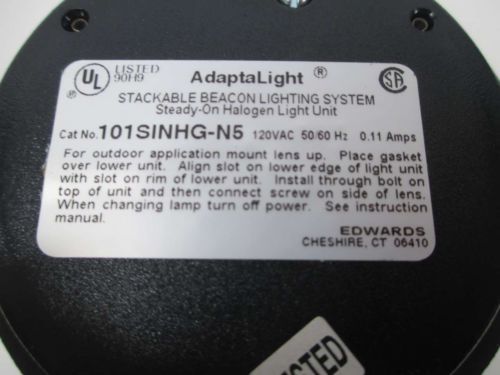 UL ® LISTED
90H9
AdaptaLight ®
SA
STACKABLE BEACON LIGHTING SYSTEM
Steady-On Halogen Light Unit
Cat No. 101SINHG-N5 120VAC 50/60 Hz 0.11 Amps
For outdoor application mount lens up. Place gasket
over lower unit. Align slot on lower edge of light unit
with slot on rim of lower unit. Install through bolt on
top of unit and then connect screw on side of lens.
When changing lamp turn off power. See instruction
manual.
EDWARDS
CHESHIRE, CT 06410